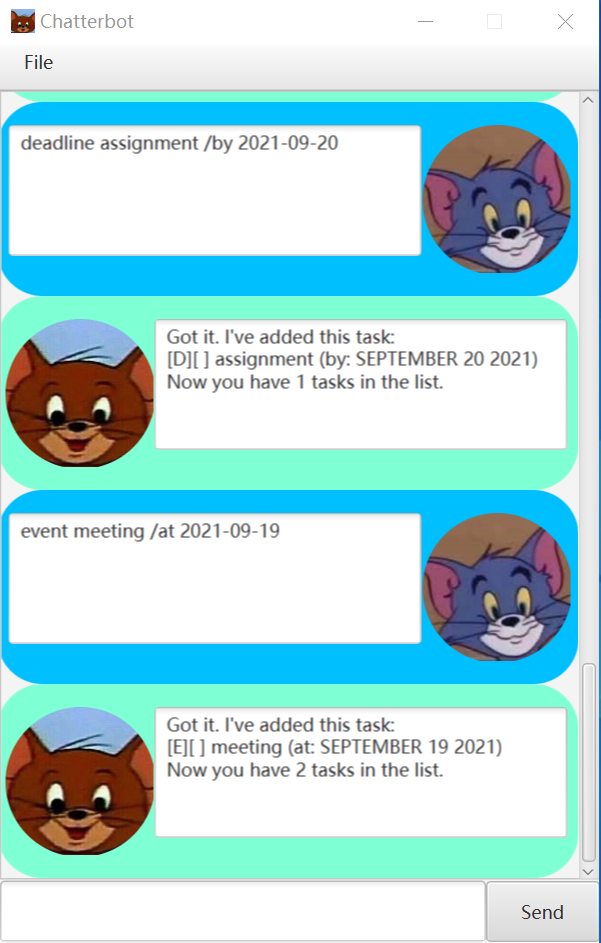 Chatterbot
File
deadline assignment /by 2021-09-20
Got it. I've added this task:
[D][ ] assignment (by: SEPTEMBER 20 2021)
Now you have 1 tasks in the list.
event meeting /at 2021-09-19
Got it. I've added this task:
[E][ ] meeting (at: SEPTEMBER 19 2021)
Now you have 2 tasks in the list.
Send